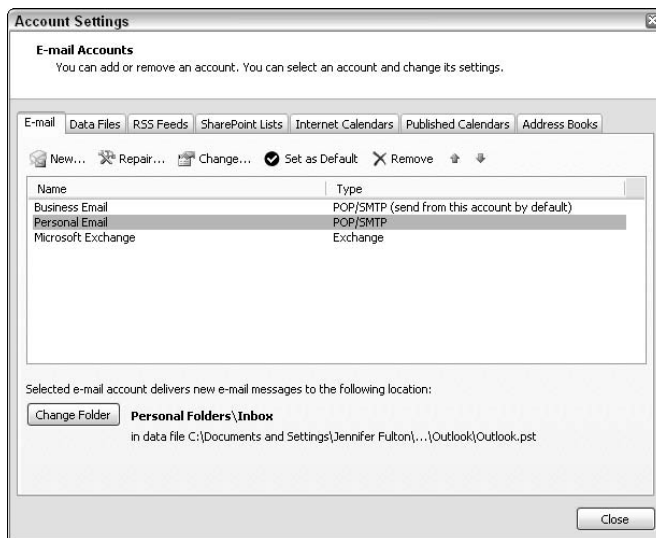 Account Settings
E-mail Accounts
You can add or remove an account. You can select an account and change its settings.
E-mail Data Files RSS Feeds SharePoint Lists Internet Calendars Published Calendars Address Books
New... Repair... Change... Set as Default Remove
Name Type
Business Email POP/SMTP (send from this account by default)
Personal Email POP/SMTP
Microsoft Exchange Exchange
Selected e-mail account delivers new e-mail messages to the following location:
Change Folder Personal Folders\Inbox
in data file C:\Documents and Settings\Jennifer Fulton\...\Outlook\Outlook.pst
Close